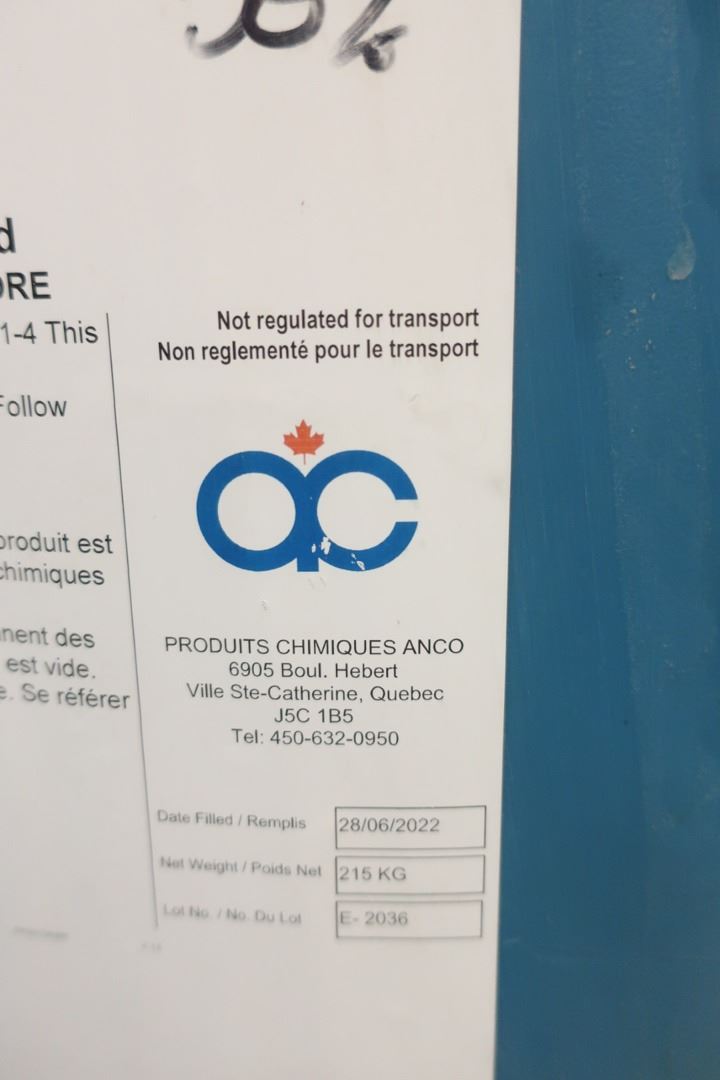 d
ORE
1-4 This
Follow
produit est
chimiques
nent des
est vide.
e. Se référer
Not regulated for transport
Non reglementé pour le transport
ac
PRODUITS CHIMIQUES ANCO
6905 Boul. Hebert
Ville Ste-Catherine, Quebec
J5C 1B5
Tel: 450-632-0950
Date Filled / Remplis 28/06/2022
Net Weight / Poids Net 215 KG
Lot No. / No. Du Lot E- 2036